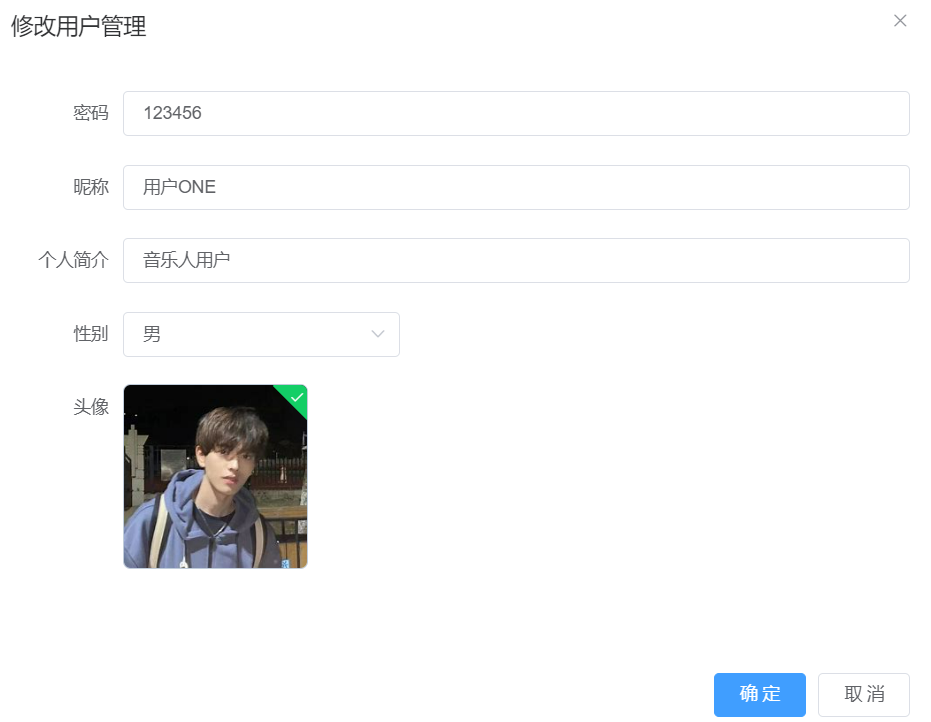 修改用户管理
密码 123456
昵称 用户ONE
个人简介 音乐人用户
性别 男
头像
确定 取消